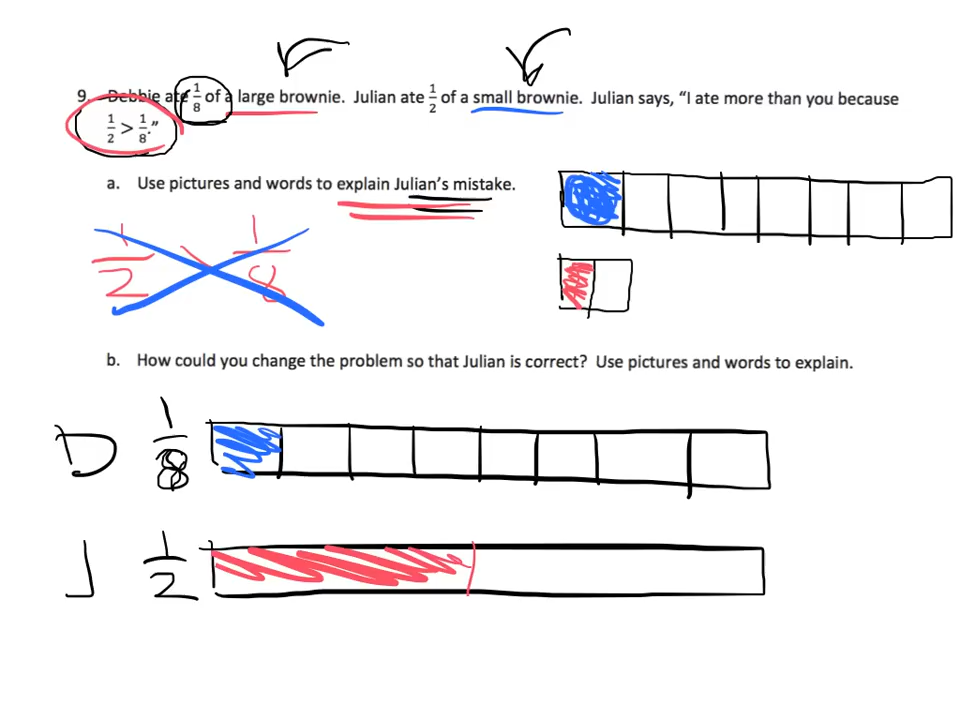 9. Debbie ate 1/8 of a large brownie. Julian ate 1/2 of a small brownie. Julian says, “I ate more than you because
1/2 > 1/8.”
a. Use pictures and words to explain Julian’s mistake.
1/2 > 1/8
b. How could you change the problem so that Julian is correct? Use pictures and words to explain.
D 1/8
J 1/2